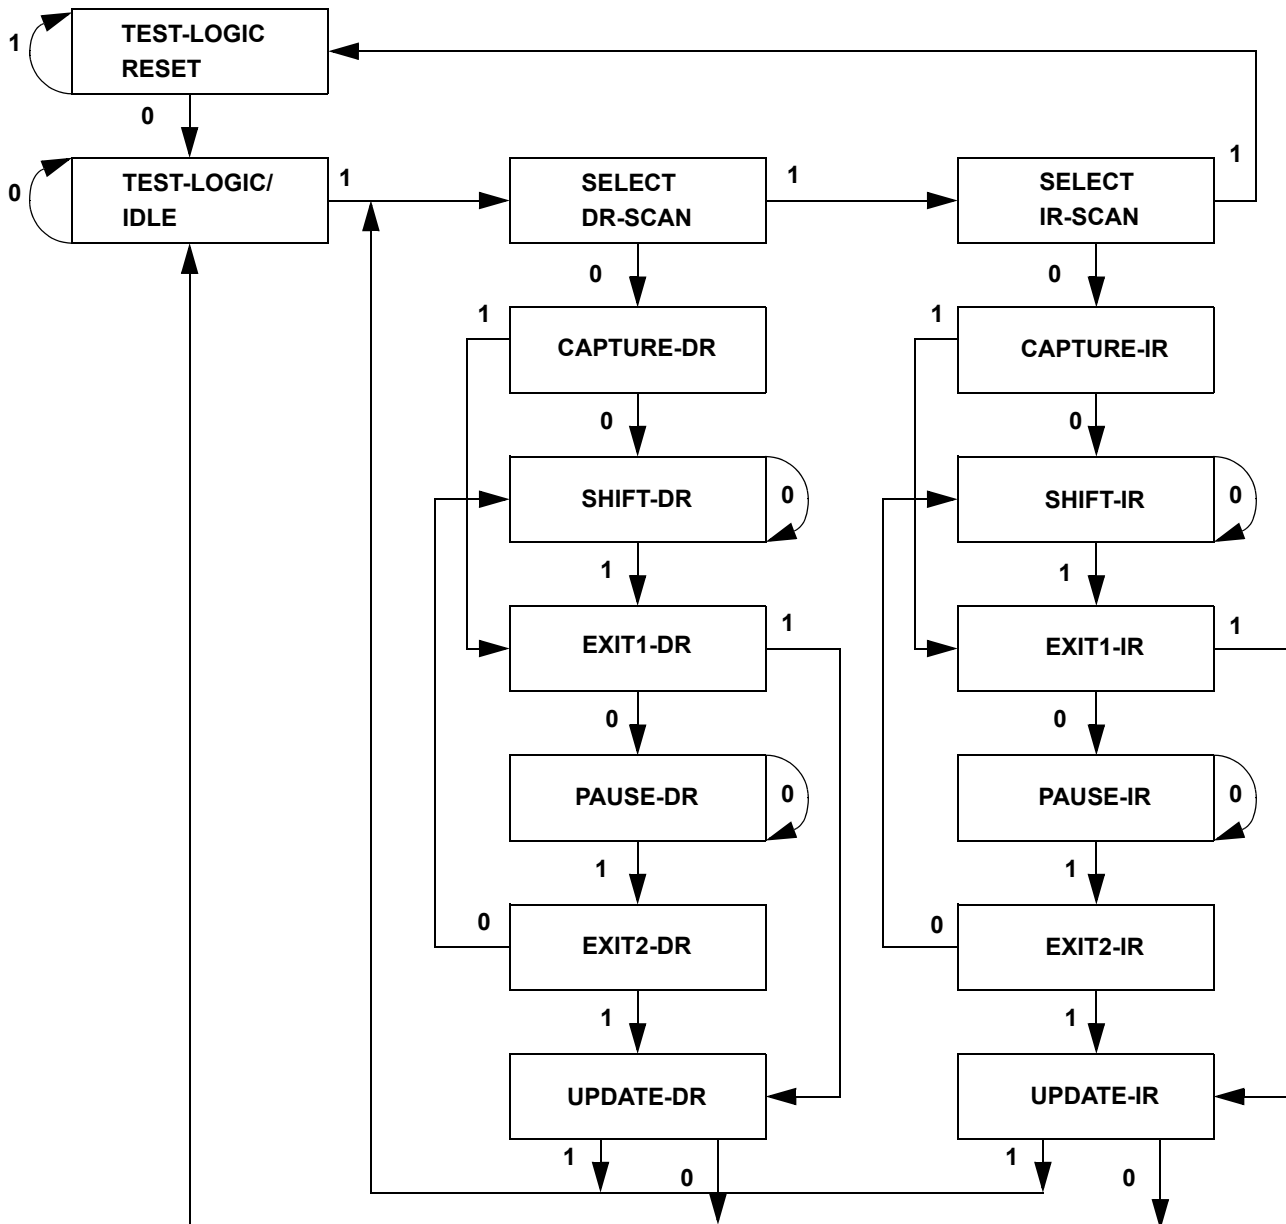 1
TEST-LOGIC
RESET
0
0
TEST-LOGIC/
IDLE
1
SELECT
DR-SCAN
1
SELECT
IR-SCAN
1
0
0
1
CAPTURE-DR
1
CAPTURE-IR
0
0
SHIFT-DR
0
SHIFT-IR
0
1
1
EXIT1-DR
1
EXIT1-IR
1
0
0
PAUSE-DR
0
PAUSE-IR
0
1
1
0
EXIT2-DR
0
EXIT2-IR
1
1
UPDATE-DR
UPDATE-IR
1
0
1
0